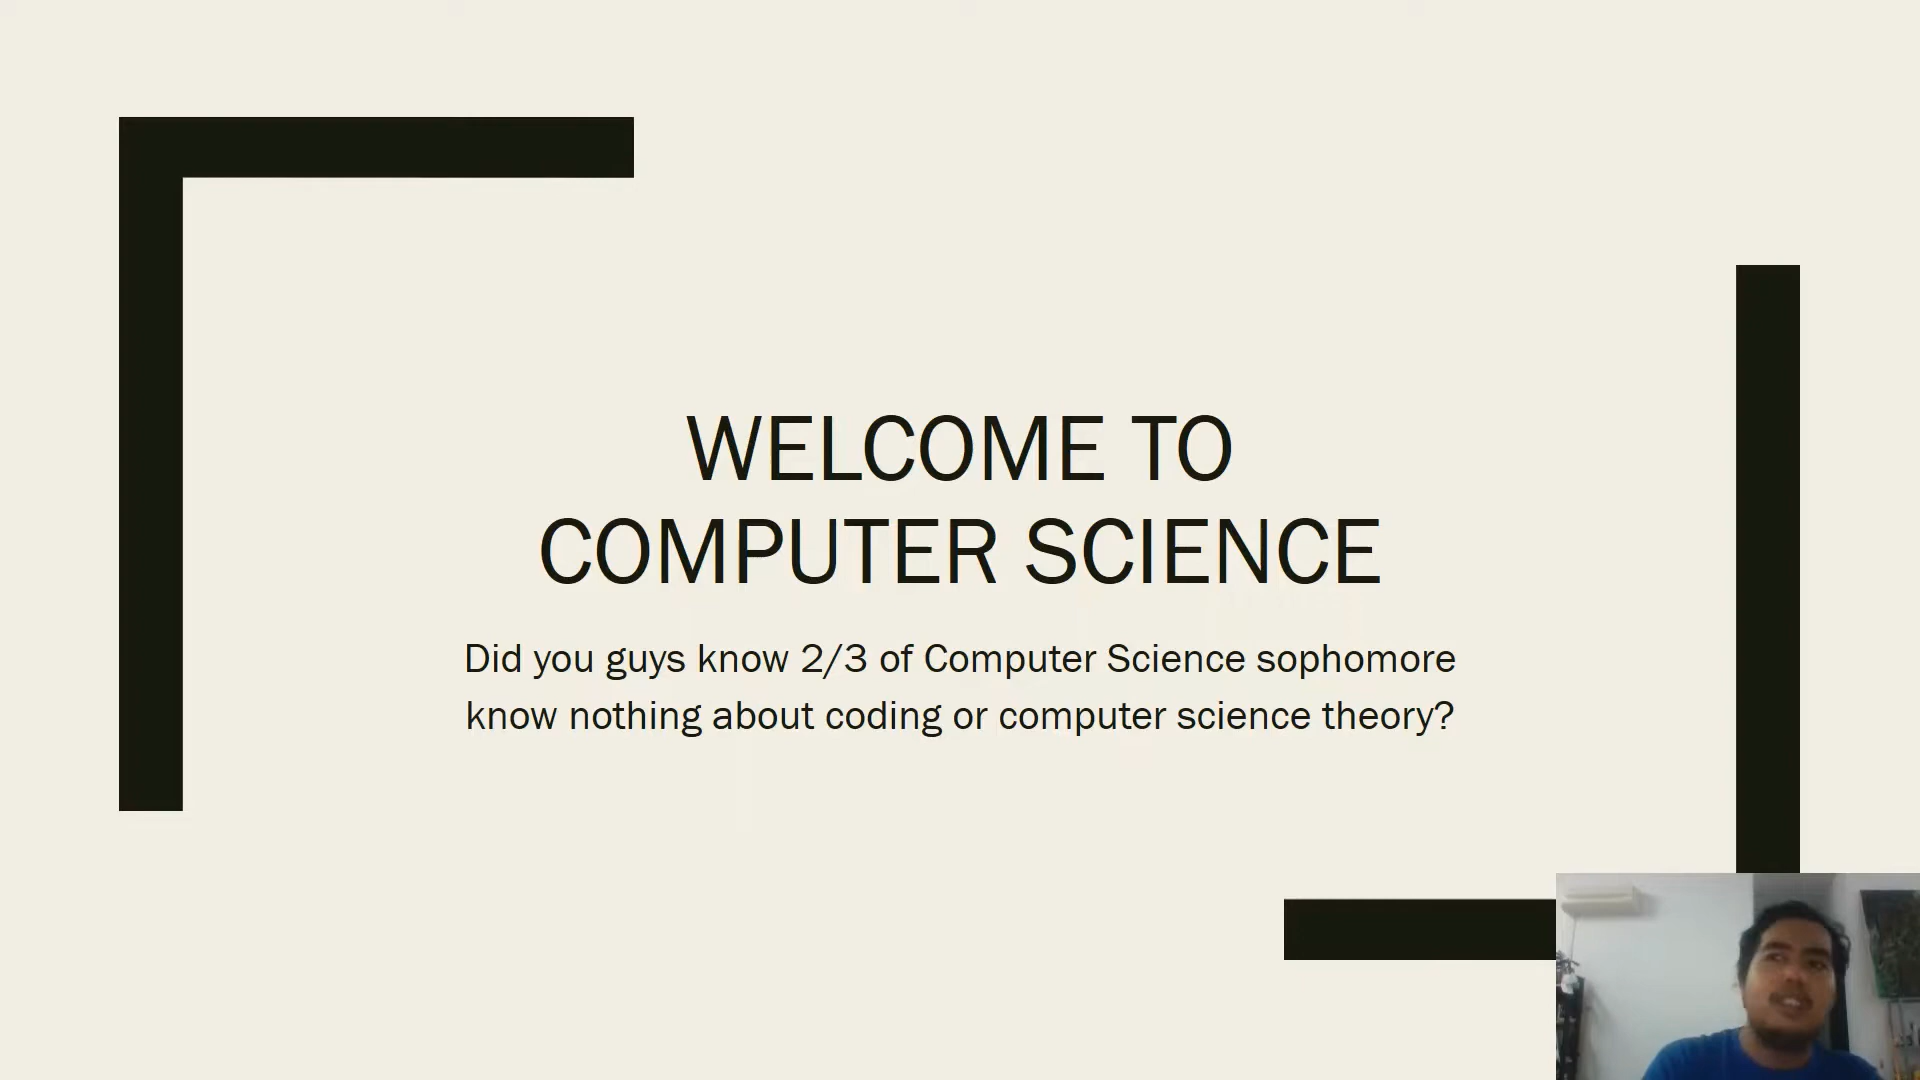 WELCOME TO
COMPUTER SCIENCE
Did you guys know 2/3 of Computer Science sophomore
know nothing about coding or computer science theory?